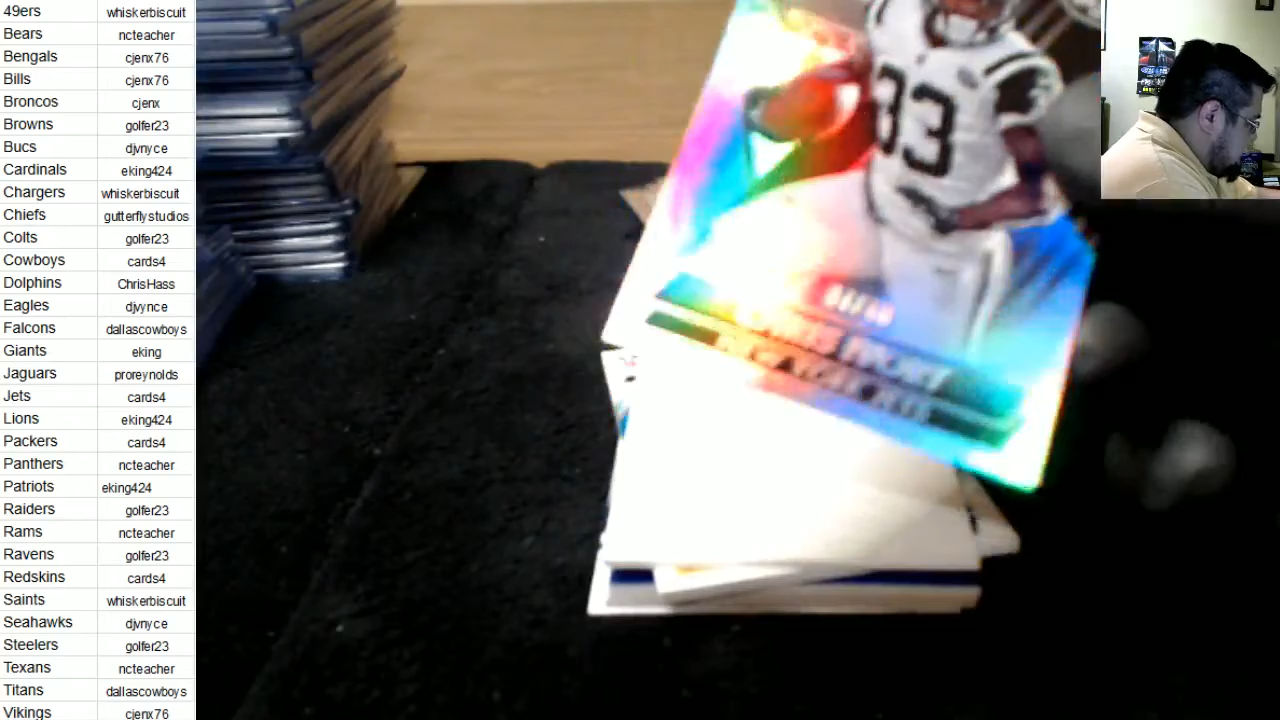 49ers whiskerbiscuit
Bears ncteacher
Bengals cjenx76
Bills cjenx76
Broncos cjenx
Browns golfer23
Bucs djvnyce
Cardinals eking424
Chargers whiskerbiscuit
Chiefs gutterflystudios
Colts golfer23
Cowboys cards4
Dolphins ChrisHass
Eagles djvynce
Falcons dallascowboys
Giants eking
Jaguars proreynolds
Jets cards4
Lions eking424
Packers cards4
Panthers ncteacher
Patriots eking424
Raiders golfer23
Rams ncteacher
Ravens golfer23
Redskins cards4
Saints whiskerbiscuit
Seahawks djvnyce
Steelers golfer23
Texans ncteacher
Titans dallascowboys
Vikings cjenx76
33